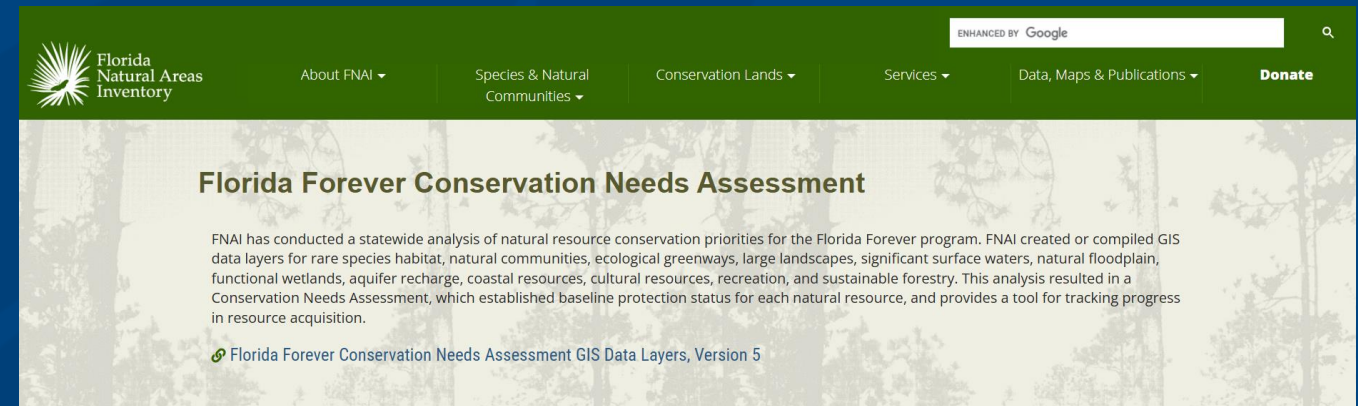 ENHANCED BY Google
Florida
Natural Areas
Inventory
About FNAI
Species & Natural
Communities
Conservation Lands
Services
Data, Maps & Publications
Donate
Florida Forever Conservation Needs Assessment
FNAI has conducted a statewide analysis of natural resource conservation priorities for the Florida Forever program. FNAI created or compiled GIS
data layers for rare species habitat, natural communities, ecological greenways, large landscapes, significant surface waters, natural floodplain,
functional wetlands, aquifer recharge, coastal resources, cultural resources, recreation, and sustainable forestry. This analysis resulted in a
Conservation Needs Assessment, which established baseline protection status for each natural resource, and provides a tool for tracking progress
in resource acquisition.
Florida Forever Conservation Needs Assessment GIS Data Layers, Version 5